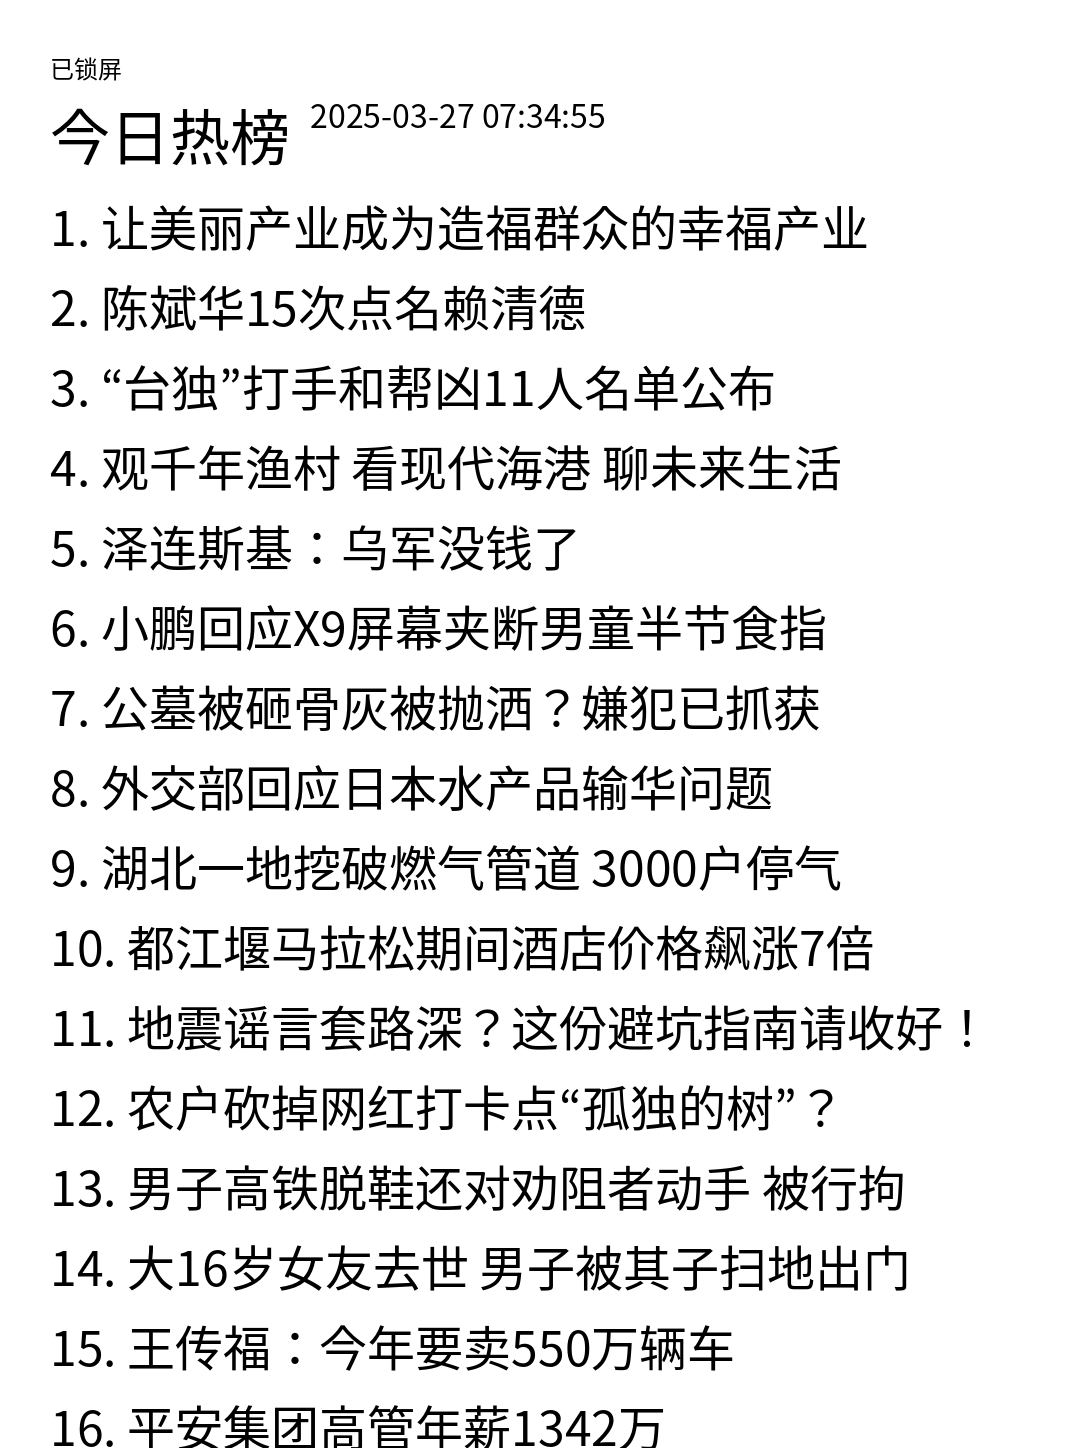 已锁屏
今日热榜 2025-03-27 07:34:55
1. 让美丽产业成为造福群众的幸福产业
2. 陈斌华15次点名赖清德
3. “台独”打手和帮凶11人名单公布
4. 观千年渔村 看现代海港 聊未来生活
5. 泽连斯基：乌军没钱了
6. 小鹏回应X9屏幕夹断男童半节食指
7. 公墓被砸骨灰被抛洒？嫌犯已抓获
8. 外交部回应日本水产品输华问题
9. 湖北一地挖破燃气管道 3000户停气
10. 都江堰马拉松期间酒店价格飙涨7倍
11. 地震谣言套路深？这份避坑指南请收好！
12. 农户砍掉网红打卡点“孤独的树”？
13. 男子高铁脱鞋还对劝阻者动手 被行拘
14. 大16岁女友去世 男子被其子扫地出门
15. 王传福：今年要卖550万辆车
16. 平安集团高管年薪1342万